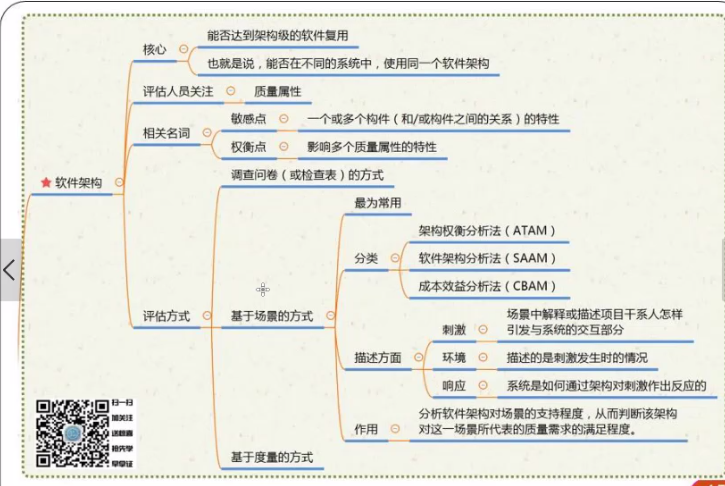 能否达到架构级的软件复用
核心
也就是说，能否在不同的系统中，使用同一个软件架构
评估人员关注
质量属性
敏感点
一个或多个构件（和/或构件之间的关系）的特性
相关名词
权衡点
影响多个质量属性的特性
软件架构
调查问卷（或检查表）的方式
最为常用
架构权衡分析法（ATAM）
分类
软件架构分析法（SAAM）
成本效益分析法（CBAM）
评估方式
基于场景的方式
场景中解释或描述项目干系人怎样
引发与系统的交互部分
刺激
描述方面
环境
描述的是刺激发生时的情况
响应
系统是如何通过架构对刺激作出反应的
分析软件架构对场景的支持程度，从而判断该架构
对这一场景所代表的质量需求的满足程度。
作用
基于度量的方式
扫一扫
加关注
抢先学
早拿证